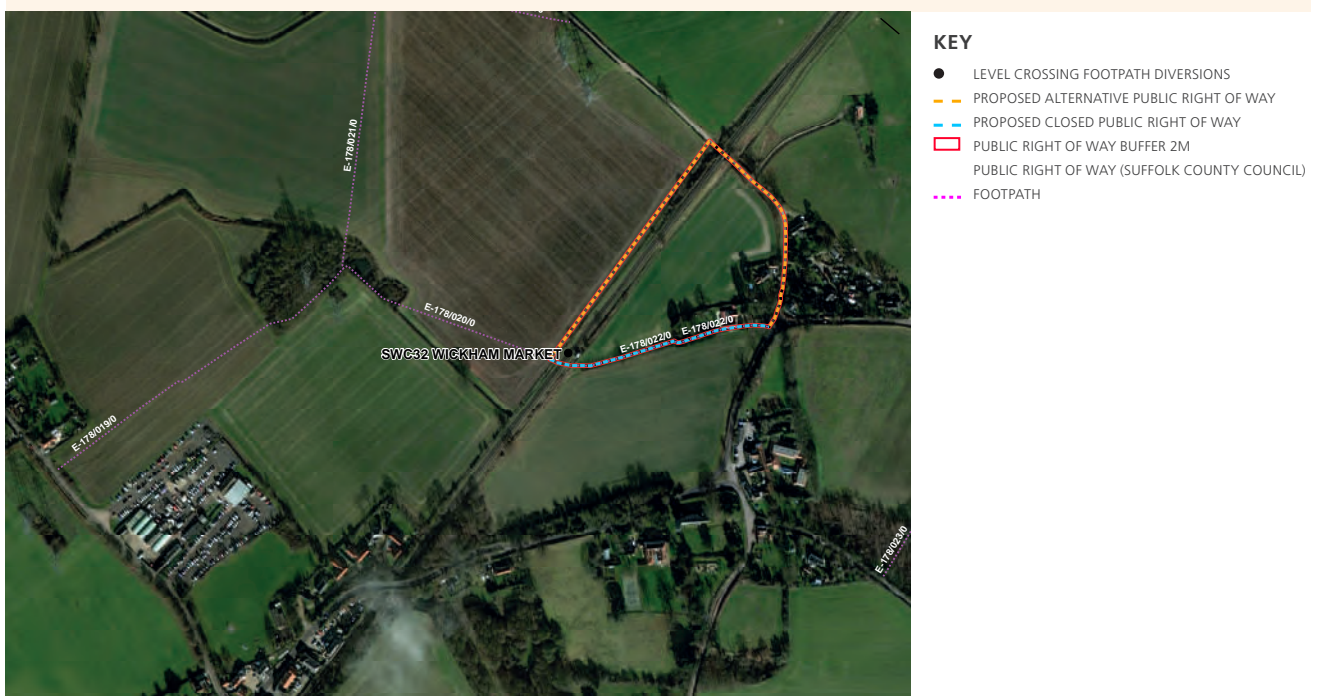 KEY
LEVEL CROSSING FOOTPATH DIVERSIONS
PROPOSED ALTERNATIVE PUBLIC RIGHT OF WAY
PROPOSED CLOSED PUBLIC RIGHT OF WAY
PUBLIC RIGHT OF WAY BUFFER 2M
PUBLIC RIGHT OF WAY (SUFFOLK COUNTY COUNCIL)
FOOTPATH
E-178/021/0
E-178/020/0
E-178/022/0
E-178/022/0
SWC32 WICKHAM MARKET
E-178/019/0
E-178/023/0